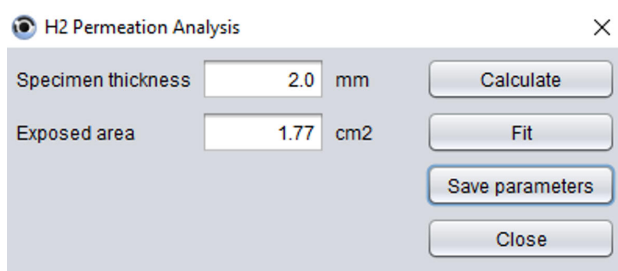 H2 Permeation Analysis
Specimen thickness 2.0 mm Calculate
Exposed area 1.77 cm2 Fit
Save parameters
Close